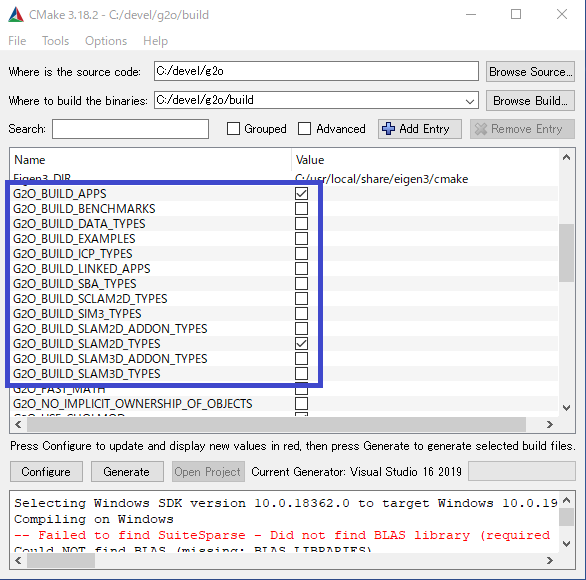 CMake 3.18.2 - C:/devel/g2o/build
File Tools Options Help
Where is the source code: C:/devel/g2o Browse Source...
Where to build the binaries: C:/devel/g2o/build Browse Build...
Search: Grouped Advanced Add Entry Remove Entry
Name Value
Eigen3_DIR C:/usr/local/share/eigen3/cmake
G2O_BUILD_APPS
G2O_BUILD_BENCHMARKS
G2O_BUILD_DATA_TYPES
G2O_BUILD_EXAMPLES
G2O_BUILD_ICP_TYPES
G2O_BUILD_LINKED_APPS
G2O_BUILD_SBA_TYPES
G2O_BUILD_SCLAM2D_TYPES
G2O_BUILD_SIM3_TYPES
G2O_BUILD_SLAM2D_ADDON_TYPES
G2O_BUILD_SLAM2D_TYPES
G2O_BUILD_SLAM3D_ADDON_TYPES
G2O_BUILD_SLAM3D_TYPES
G2O_FAST_MATH
G2O_NO_IMPLICIT_OWNERSHIP_OF_OBJECTS
G2O_USE_CHOLMOD
Press Configure to update and display new values in red, then press Generate to generate selected build files.
Configure Generate Open Project Current Generator: Visual Studio 16 2019
Selecting Windows SDK version 10.0.18362.0 to target Windows 10.0.19
Compiling on Windows
-- Failed to find SuiteSparse - Did not find BLAS library (required
Could NOT find BLAS (missing: BLAS_LIBRARIES)